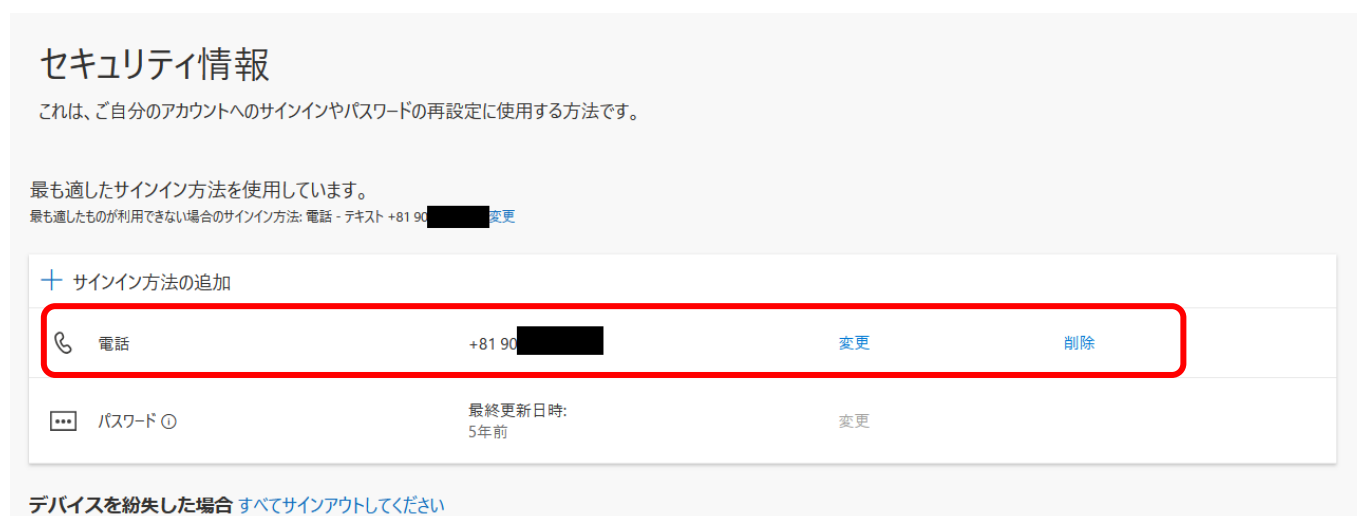 セキュリティ情報
これは、ご自分のアカウントへのサインインやパスワードの再設定に使用する方法です。
最も適したサインイン方法を使用しています。
最も適したものが利用できない場合のサインイン方法: 電話 - テキスト +81 90 変更
サインイン方法の追加
電話 +81 90 変更 削除
パスワード 最終更新日時: 変更
5年前
デバイスを紛失した場合 すべてサインアウトしてください